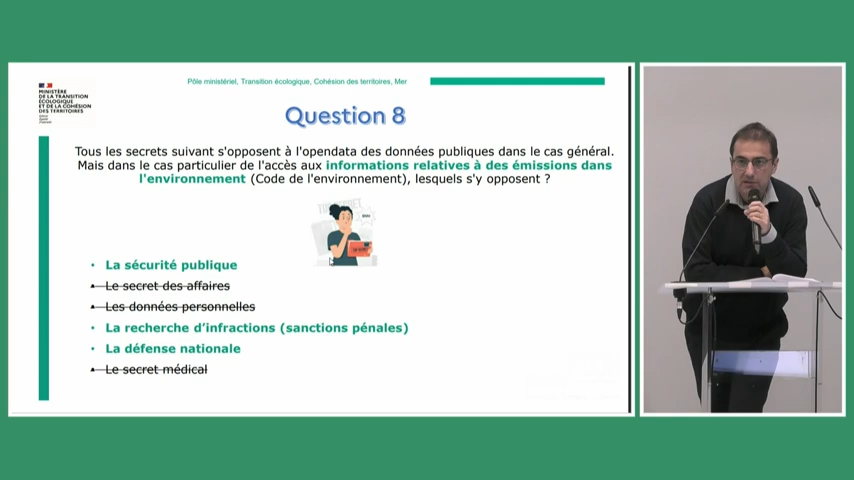 Pôle ministériel, Transition écologique, Cohésion des territoires, Mer
MINISTÈRE
DE LA TRANSITION
ÉCOLOGIQUE
ET DE LA COHÉSION
DES TERRITOIRES
Question 8
Tous les secrets suivant s'opposent à l'opendata des données publiques dans le cas général.
Mais dans le cas particulier de l'accès aux informations relatives à des émissions dans
l'environnement (Code de l'environnement), lesquels s'y opposent ?
• La sécurité publique
• Le secret des affaires
• Les données personnelles
• La recherche d'infractions (sanctions pénales)
• La défense nationale
• Le secret médical